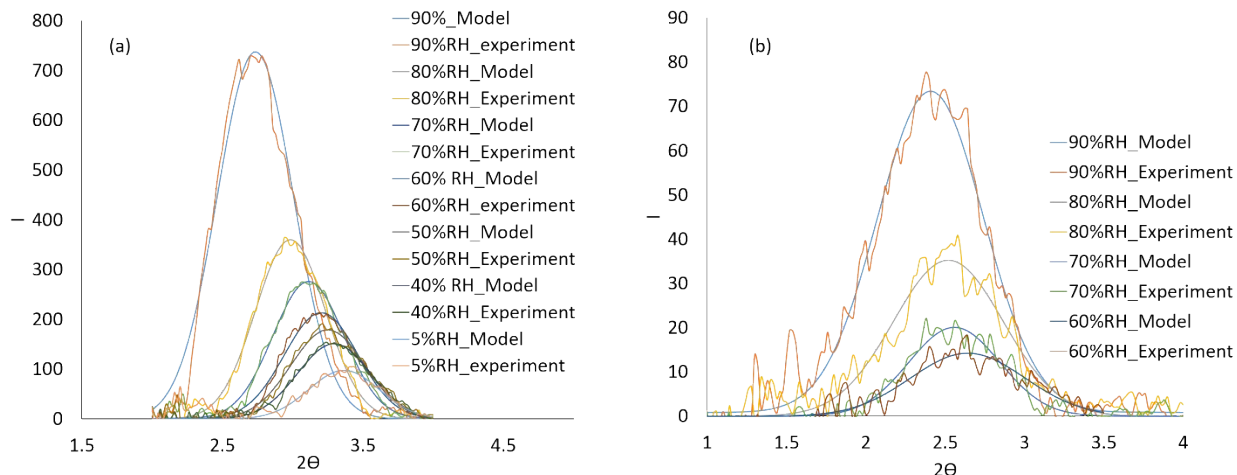 (a)
800
700
600
500
400
300
200
100
0
I
1.5
2.5
3.5
4.5
2Ɵ
90%_Model
90%RH_experiment
80%RH_Model
80%RH_Experiment
70%RH_Model
70%RH_Experiment
60% RH_Model
60%RH_experiment
50%RH_Model
50%RH_Experiment
40% RH_Model
40%RH_Experiment
5%RH_Model
5%RH_experiment
(b)
90
80
70
60
50
40
30
20
10
0
I
1
1.5
2
2.5
3
3.5
4
2Ɵ
90%RH_Model
90%RH_Experiment
80%RH_Model
80%RH_Experiment
70%RH_Model
70%RH_Experiment
60%RH_Model
60%RH_Experiment